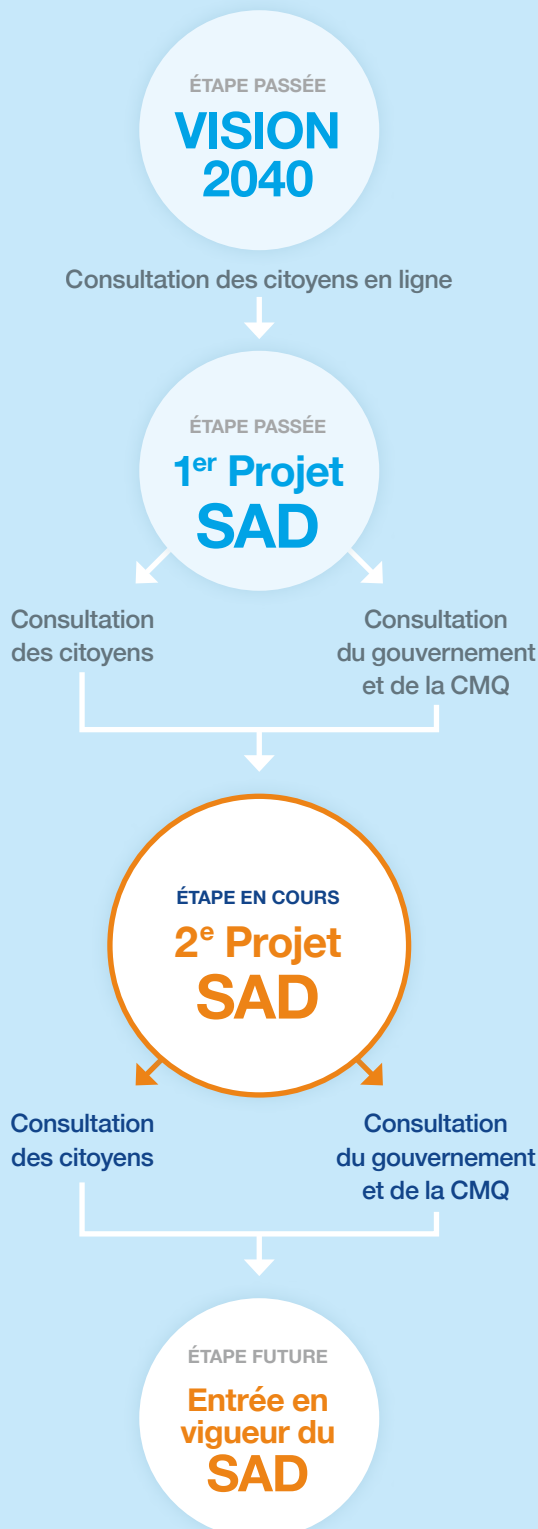 ÉTAPE PASSÉE
VISION
2040
Consultation des citoyens en ligne
ÉTAPE PASSÉE
1er Projet
SAD
Consultation
des citoyens
Consultation
du gouvernement
et de la CMQ
ÉTAPE EN COURS
2e Projet
SAD
Consultation
des citoyens
Consultation
du gouvernement
et de la CMQ
ÉTAPE FUTURE
Entrée en
vigueur du
SAD